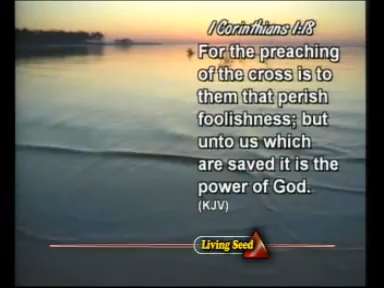 1 Corinthians 1:18
For the preaching
of the cross is to
them that perish
foolishness; but
unto us which
are saved it is the
power of God.
(KJV)
Living Seed